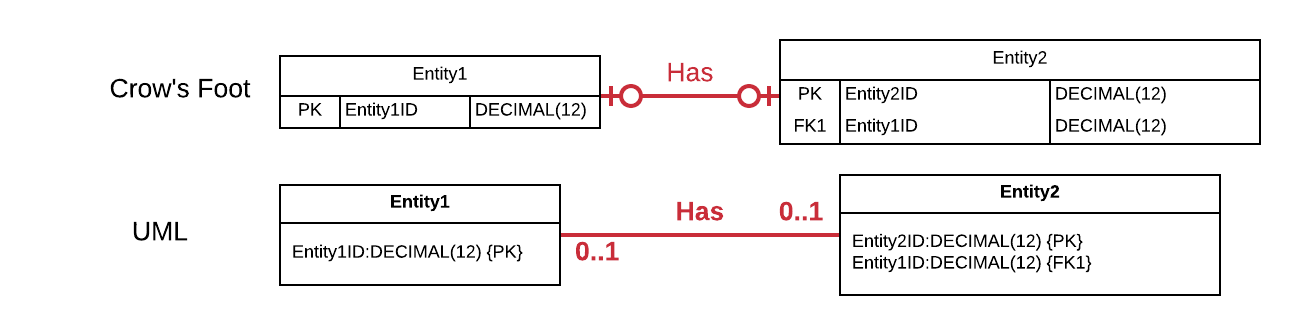 Crow's Foot
Entity1
PK Entity1ID DECIMAL(12)
Has
Entity2
PK Entity2ID DECIMAL(12)
FK1 Entity1ID DECIMAL(12)
UML
Entity1
Entity1ID:DECIMAL(12) {PK}
Has 0..1
0..1
Entity2
Entity2ID:DECIMAL(12) {PK}
Entity1ID:DECIMAL(12) {FK1}